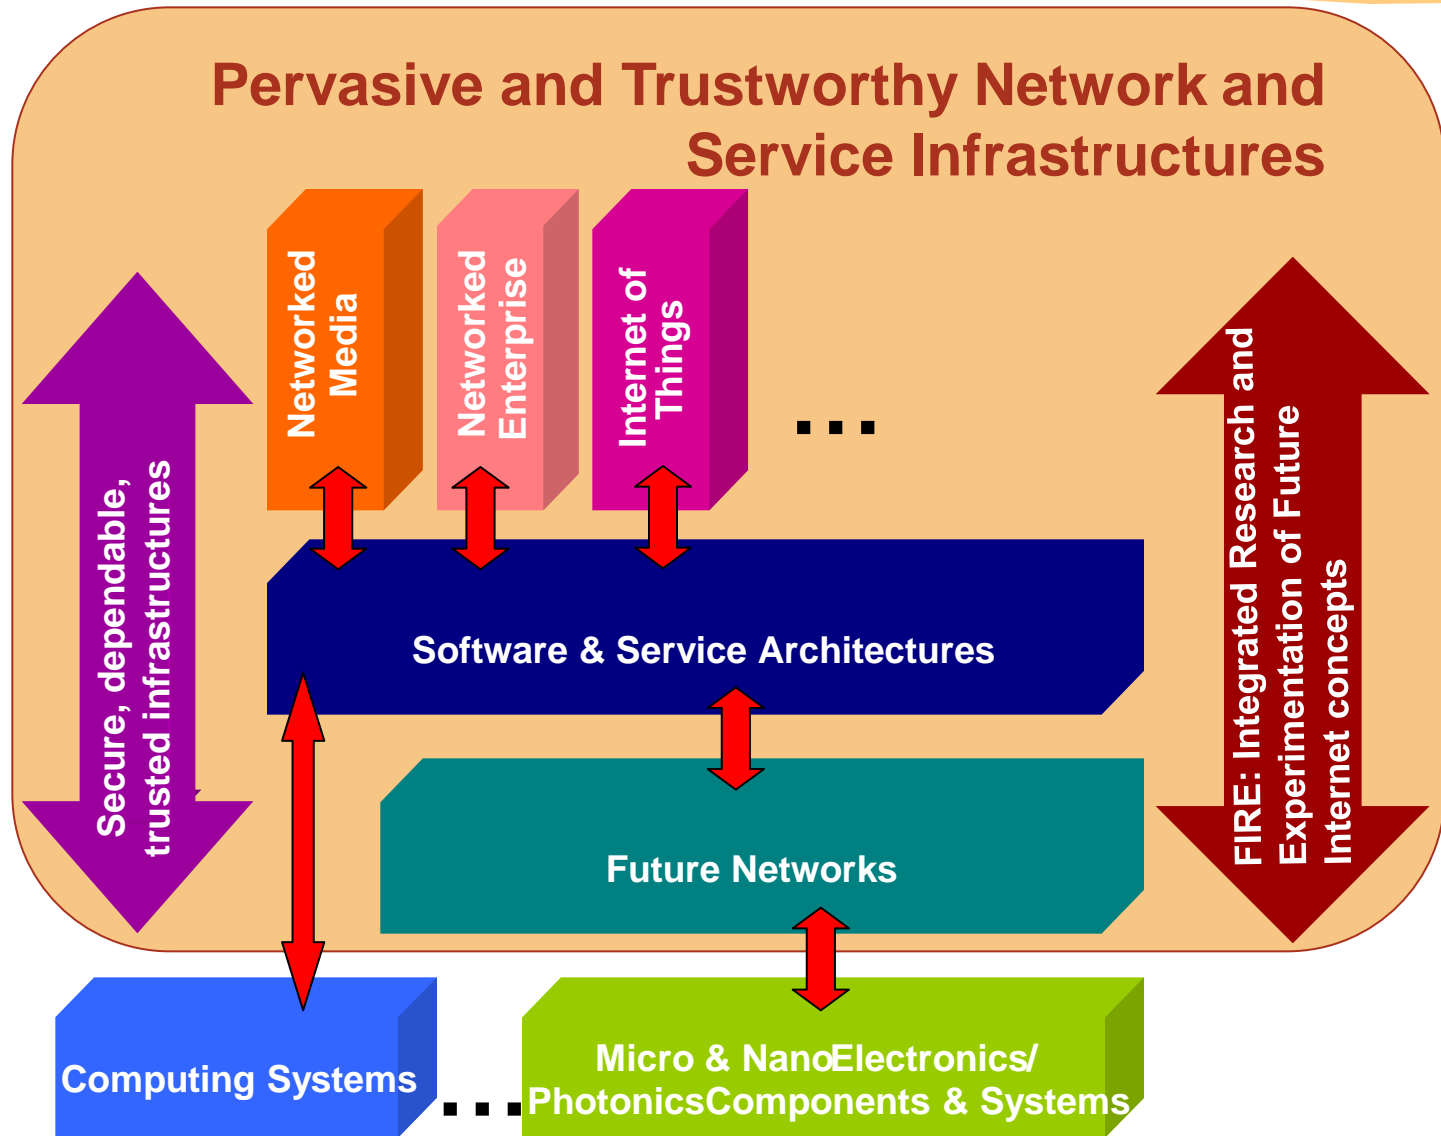 Pervasive and Trustworthy Network and
Service Infrastructures
Networked
Media
Networked
Enterprise
Internet of
Things
...
Secure, dependable,
trusted infrastructures
FIRE: Integrated Research and
Experimentation of Future
Internet concepts
Software & Service Architectures
Future Networks
Computing Systems
...
Micro & NanoElectronics/
PhotonicsComponents & Systems